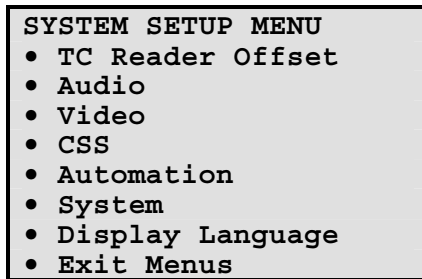 SYSTEM SETUP MENU
• TC Reader Offset
• Audio
• Video
• CSS
• Automation
• System
• Display Language
• Exit Menus